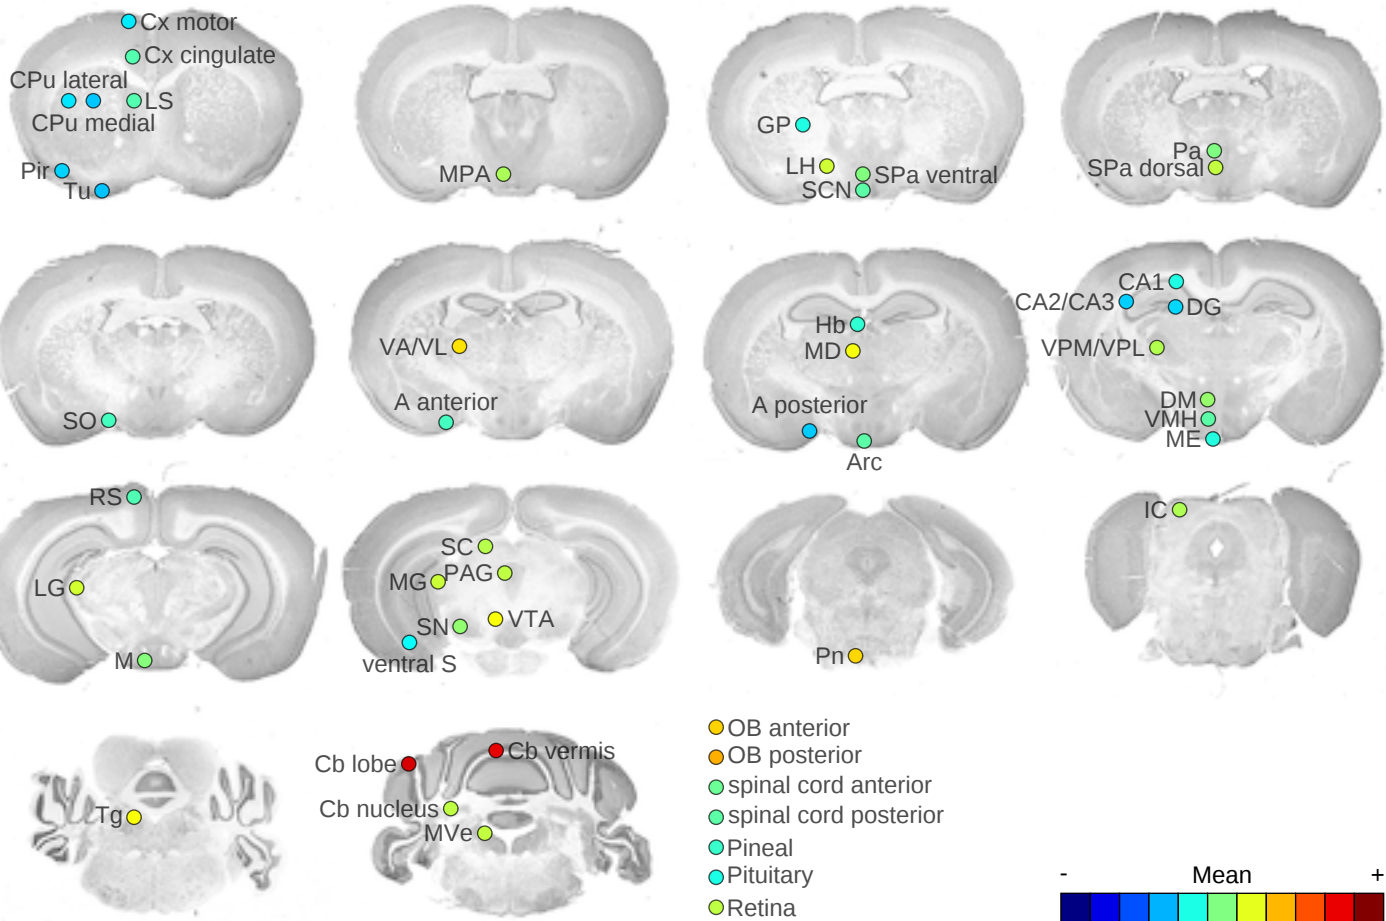 Cx motor
Cx cingulate
CPu lateral
LS
CPu medial
Pir
Tu
MPA
GP
LH
SPa ventral
SCN
Pa
SPa dorsal
SO
VA/VL
A anterior
Hb
MD
A posterior
Arc
CA1
CA2/CA3
DG
VPM/VPL
DM
VMH
ME
RS
LG
M
SC
MG
PAG
SN
VTA
ventral S
Pn
IC
Tg
Cb lobe
Cb vermis
Cb nucleus
MVe
OB anterior
OB posterior
spinal cord anterior
spinal cord posterior
Pineal
Pituitary
Retina
- Mean +